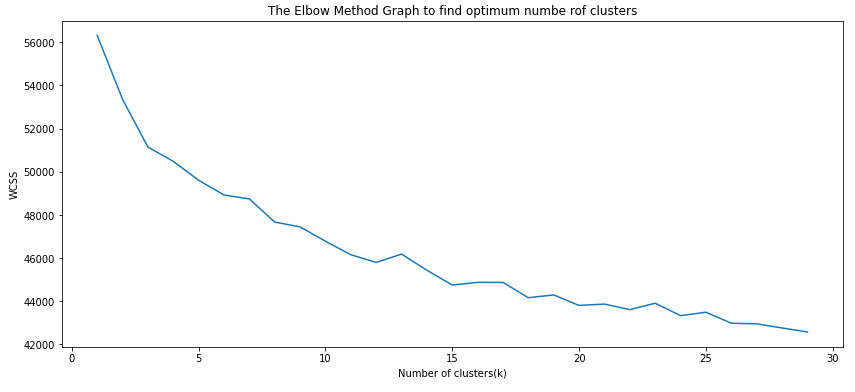 The Elbow Method Graph to find optimum numbe rof clusters
56000
54000
52000
50000
48000
46000
44000
42000
WCSS
0 5 10 15 20 25 30
Number of clusters(k)